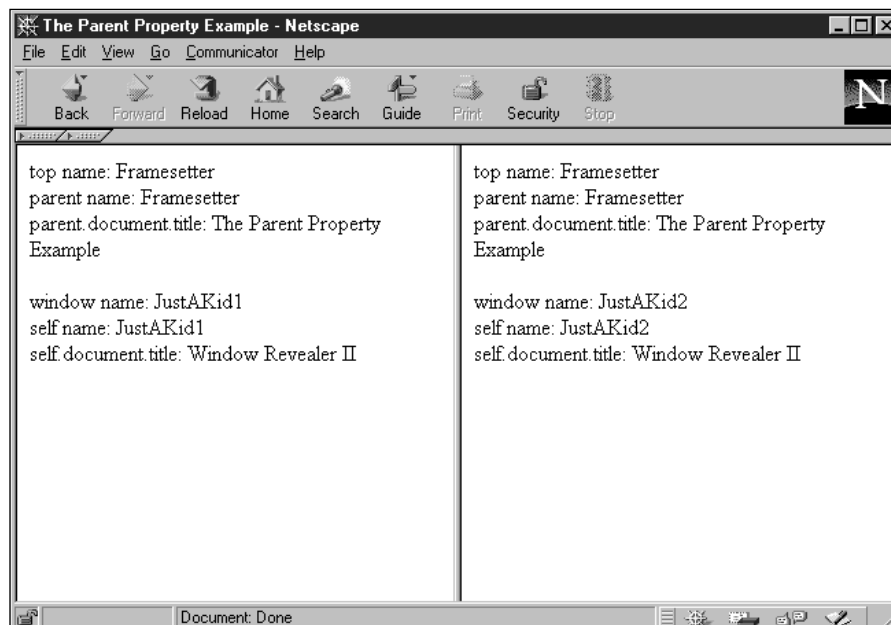 The Parent Property Example - Netscape
File Edit View Go Communicator Help
Back Forward Reload Home Search Guide Print Security Stop
N
top name: Framesetter
parent name: Framesetter
parent.document.title: The Parent Property
Example
window name: JustAKid1
self name: JustAKid1
self.document.title: Window Revealer II
top name: Framesetter
parent name: Framesetter
parent.document.title: The Parent Property
Example
window name: JustAKid2
self name: JustAKid2
self.document.title: Window Revealer II
Document: Done